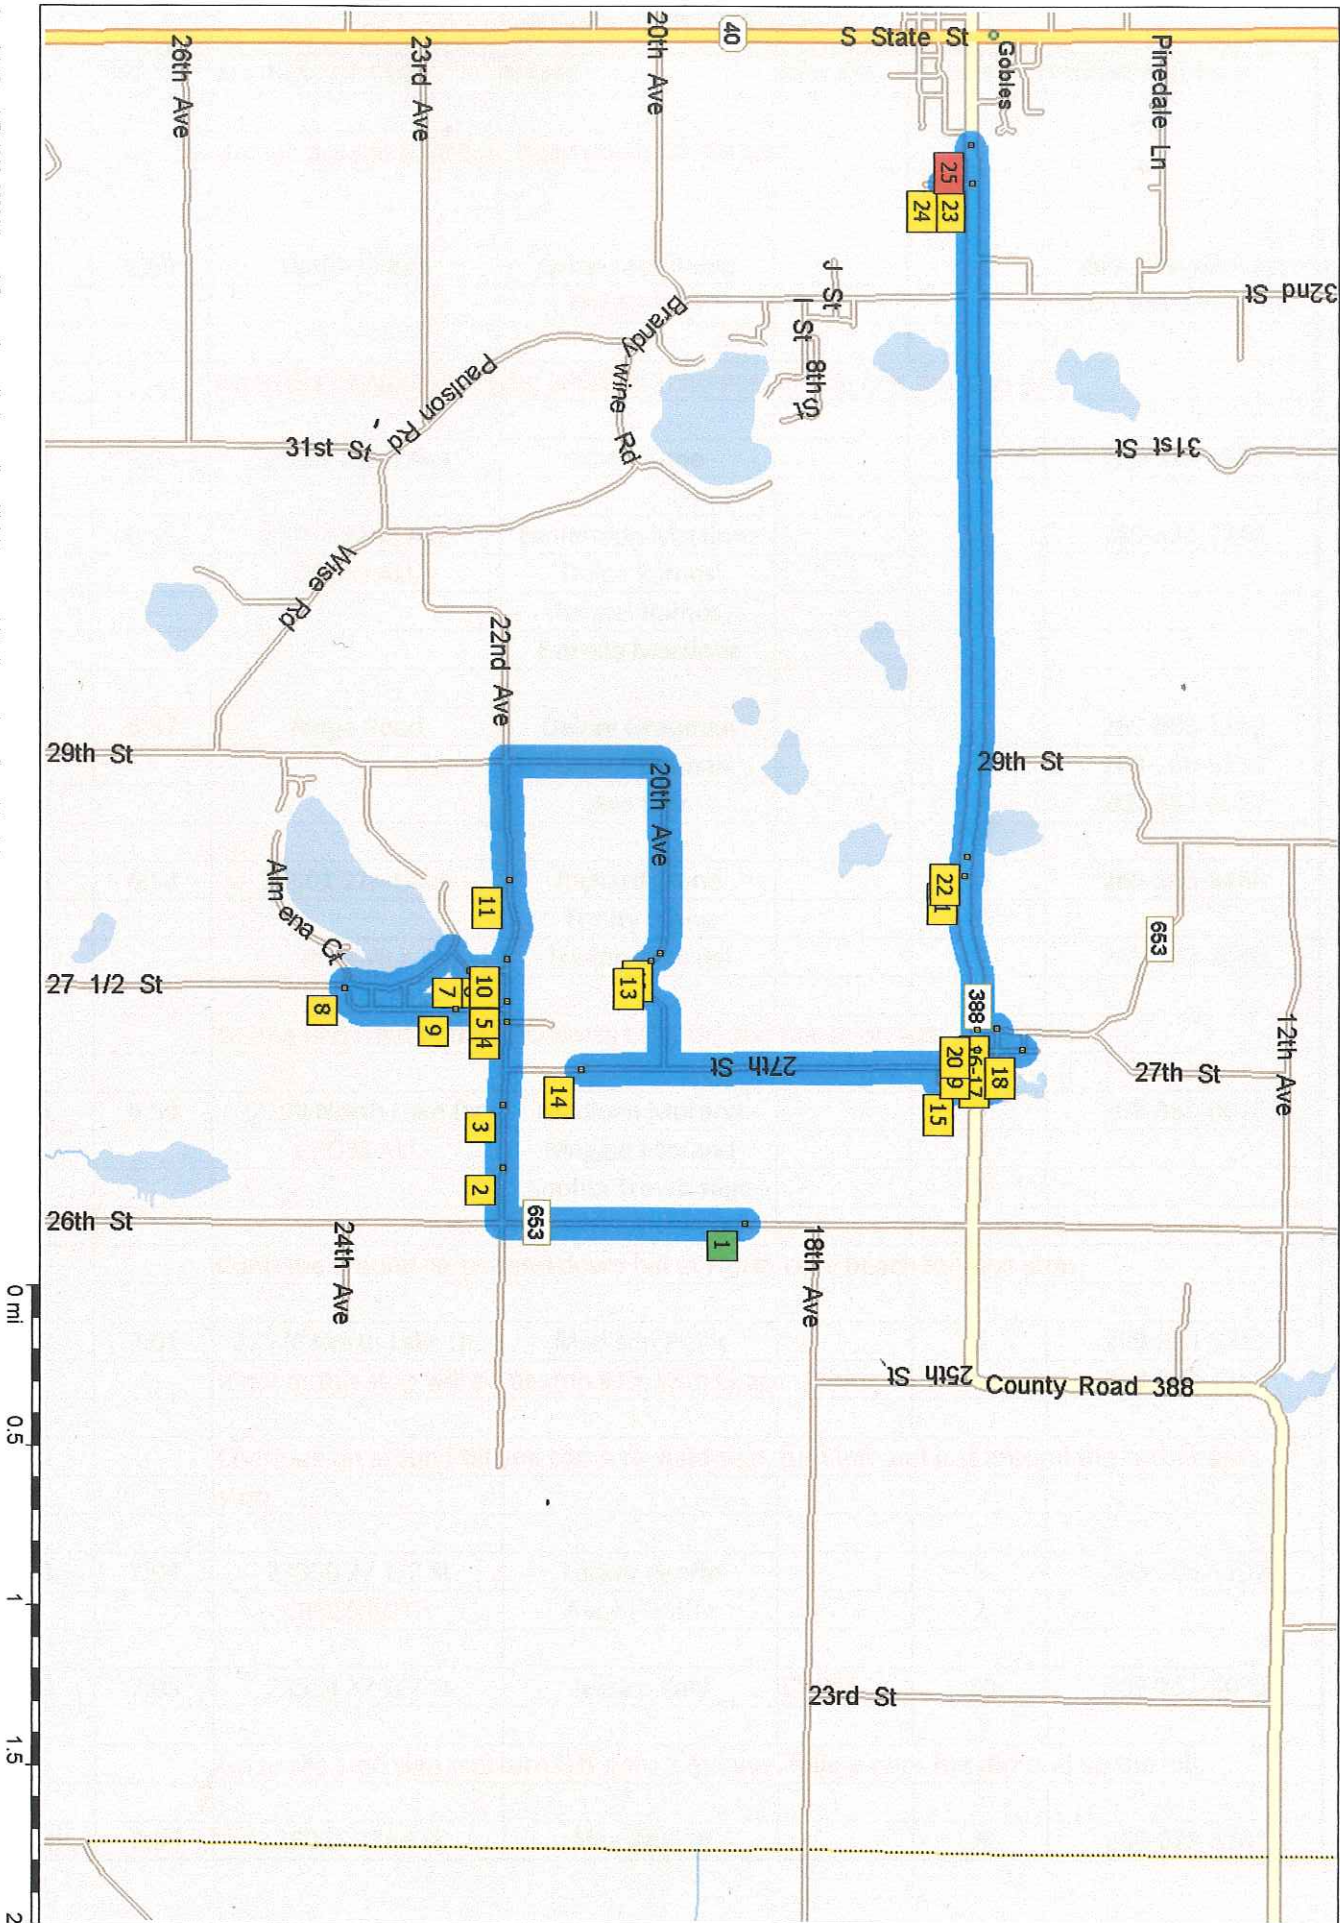 S State St
40
20th Ave
23rd Ave
26th Ave
Gobles
Pinedale Ln
25
24
23
32nd St
J St
I St
8th St
Brandy wine Rd
Paulson Rd
31st St
31st St
Wise Rd
22nd Ave
29th St
29th St
20th Ave
Alm ena Ct
11
22
653
27 1/2 St
13
388
12th Ave
10
7
8
9
5
4
27th St
27th St
14
20
9
16-17
18
15
3
2
1
653
26th St
24th Ave
18th Ave
25th St
County Road 388
23rd St
0 mi
0.5
1
1.5
2